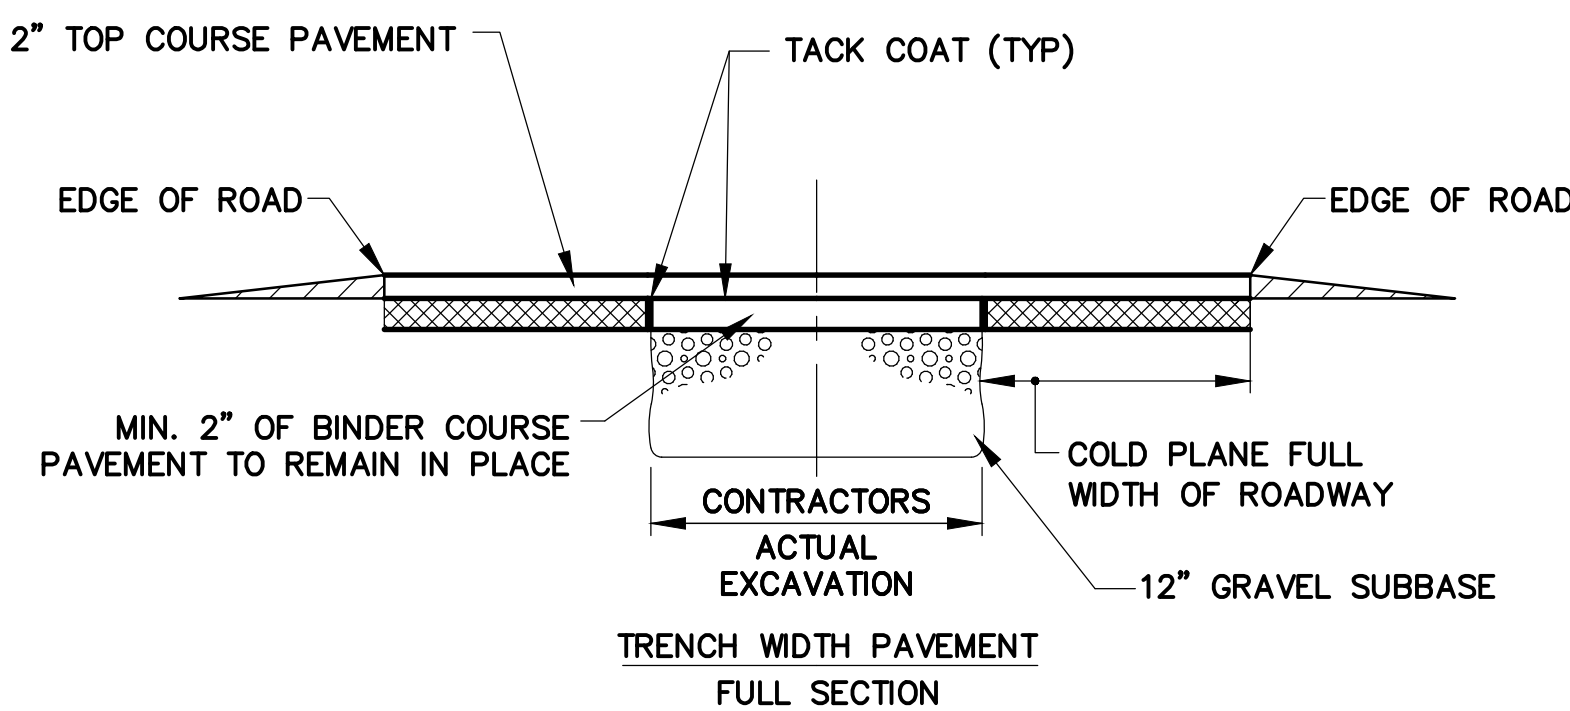 2” TOP COURSE PAVEMENT
TACK COAT (TYP)
EDGE OF ROAD
EDGE OF ROAD
MIN. 2” OF BINDER COURSE
PAVEMENT TO REMAIN IN PLACE
COLD PLANE FULL
WIDTH OF ROADWAY
CONTRACTORS
ACTUAL
EXCAVATION
12” GRAVEL SUBBASE
TRENCH WIDTH PAVEMENT
FULL SECTION